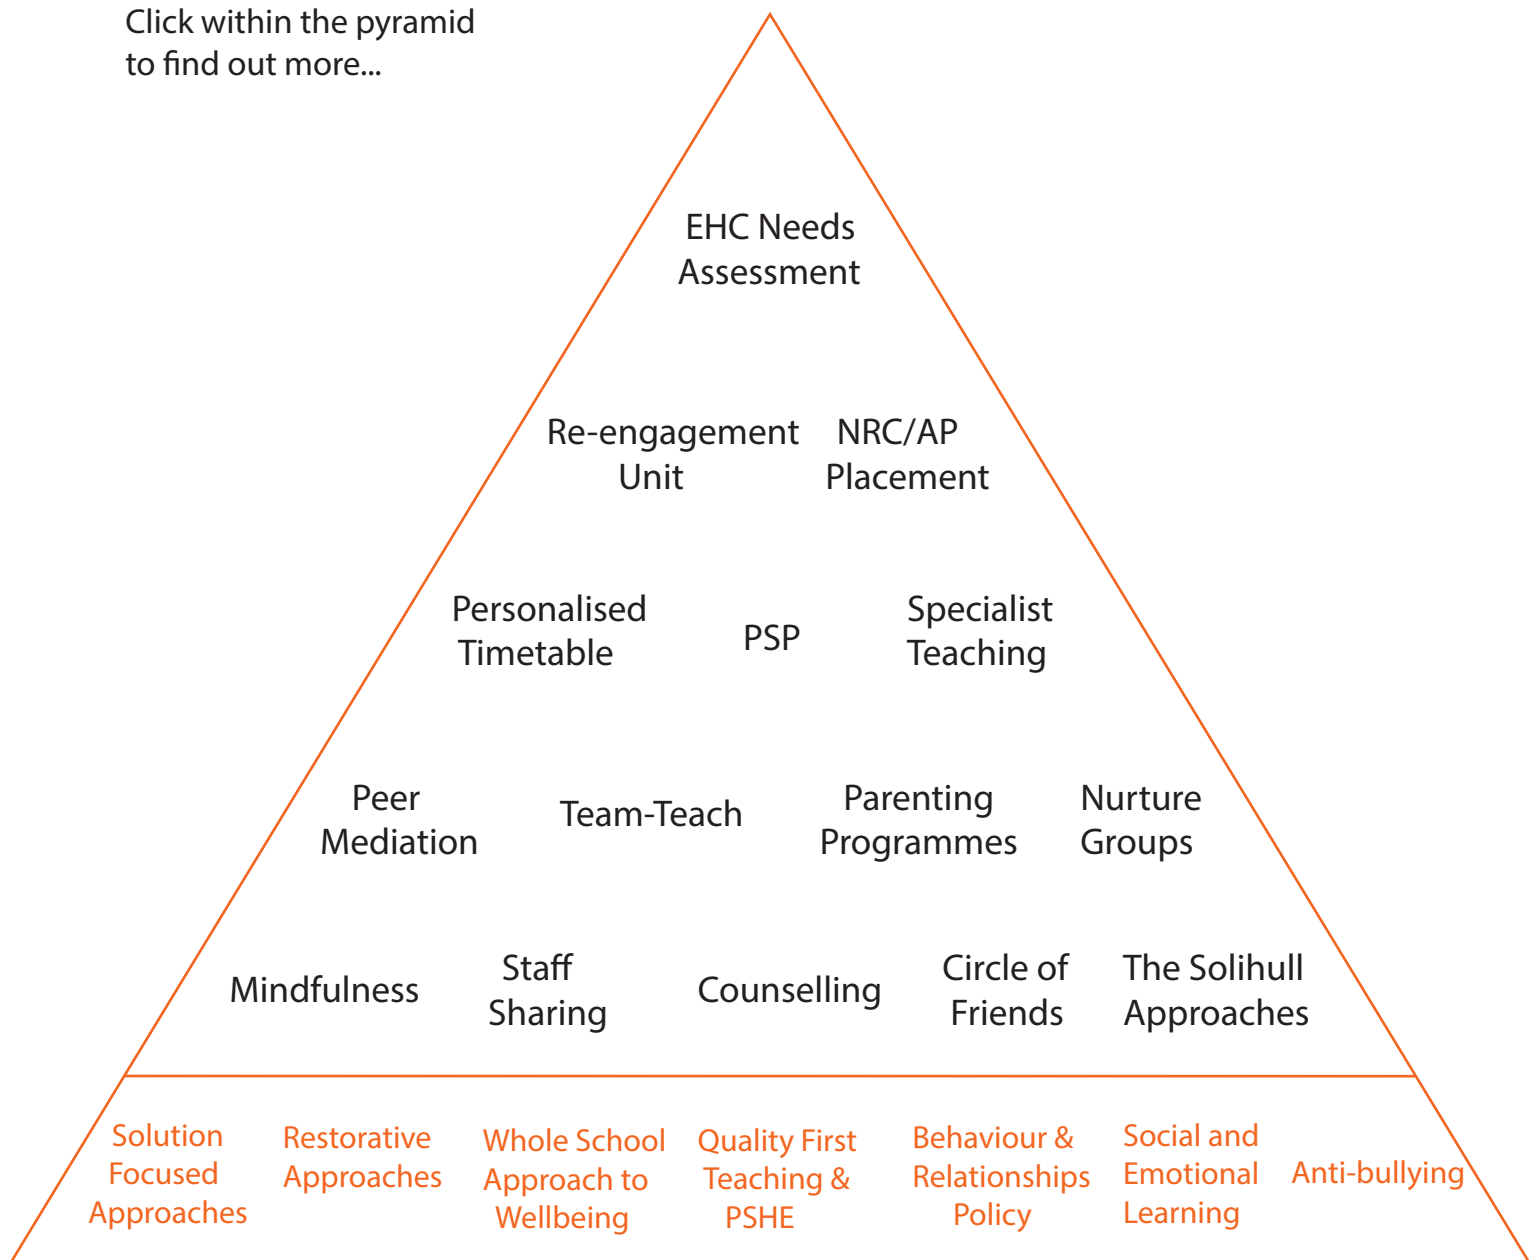 Click within the pyramid
to find out more...
EHC Needs
Assessment
Re-engagement
Unit
NRC/AP
Placement
Personalised
Timetable
PSP
Specialist
Teaching
Peer
Mediation
Team-Teach
Parenting
Programmes
Nurture
Groups
Mindfulness
Staff
Sharing
Counselling
Circle of
Friends
The Solihull
Approaches
Solution
Focused
Approaches
Restorative
Approaches
Whole School
Approach to
Wellbeing
Quality First
Teaching &
PSHE
Behaviour &
Relationships
Policy
Social and
Emotional
Learning
Anti-bullying